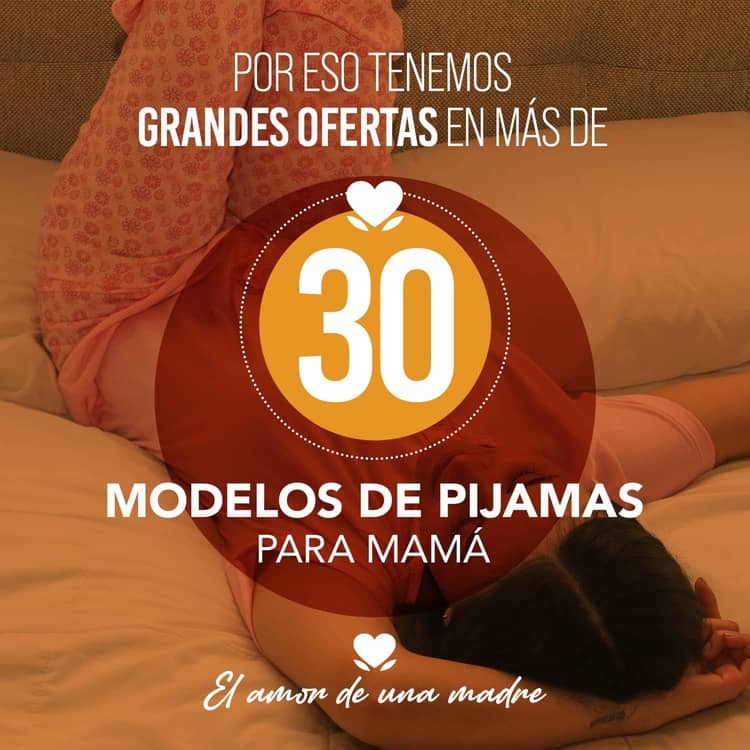 POR ESO TENEMOS
GRANDES OFERTAS EN MÁS DE
30
MODELOS DE PIJAMAS
PARA MAMÁ
El amor de una madre